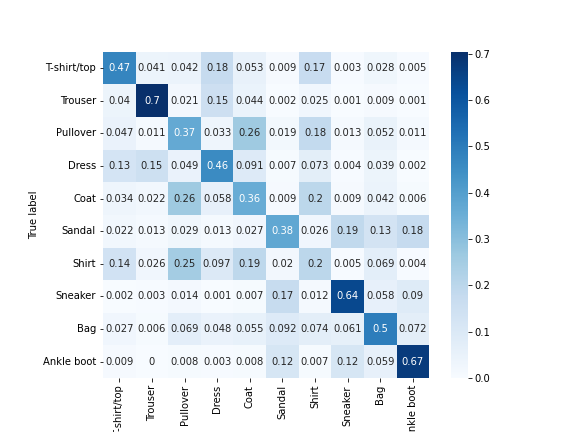 T-shirt/top 0.47 0.041 0.042 0.18 0.053 0.009 0.17 0.003 0.028 0.005
Trouser 0.04 0.7 0.021 0.15 0.044 0.002 0.025 0.001 0.009 0.001
Pullover 0.047 0.011 0.37 0.033 0.26 0.019 0.18 0.013 0.052 0.011
Dress 0.13 0.15 0.049 0.46 0.091 0.007 0.073 0.004 0.039 0.002
Coat 0.034 0.022 0.26 0.058 0.36 0.009 0.2 0.009 0.042 0.006
Sandal 0.022 0.013 0.029 0.013 0.027 0.38 0.026 0.19 0.13 0.18
Shirt 0.14 0.026 0.25 0.097 0.19 0.02 0.2 0.005 0.069 0.004
Sneaker 0.002 0.003 0.014 0.001 0.007 0.17 0.012 0.64 0.058 0.09
Bag 0.027 0.006 0.069 0.048 0.055 0.092 0.074 0.061 0.5 0.072
Ankle boot 0.009 0 0.008 0.003 0.008 0.12 0.007 0.12 0.059 0.67
True label
-shirt/top Trouser Pullover Dress Coat Sandal Shirt Sneaker Bag nkle boot
0.7
0.6
0.5
0.4
0.3
0.2
0.1
0.0